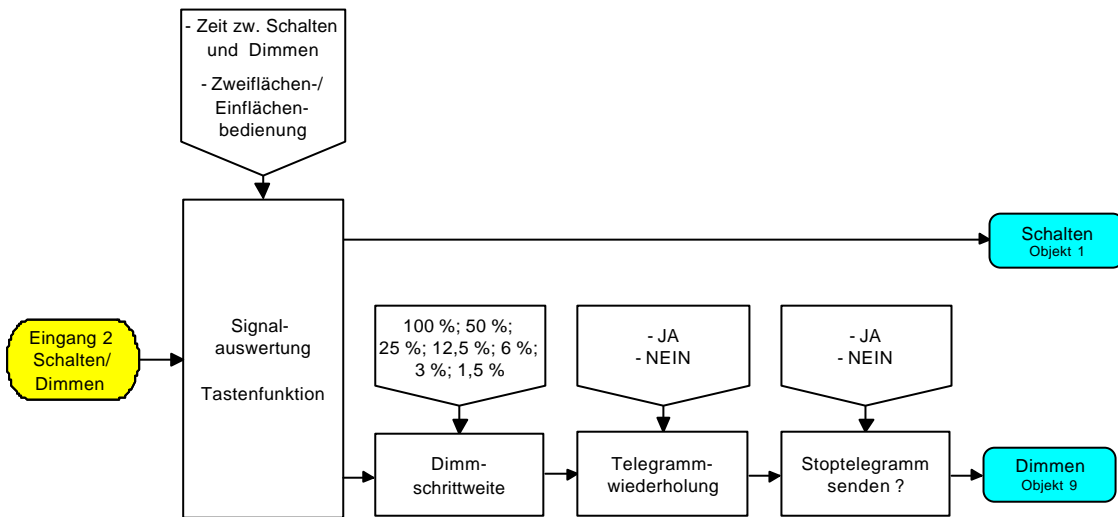 - Zeit zw. Schalten
und Dimmen
- Zweiflächen-/
Einflächen-
bedienung
Schalten
Objekt 1
Eingang 2
Schalten/
Dimmen
Signal-
auswertung
Tastenfunktion
100 %; 50 %;
25 %; 12,5 %; 6 %;
3 %; 1,5 %
- JA
- NEIN
- JA
- NEIN
Dimm-
schrittweite
Telegramm-
wiederholung
Stoptelegramm
senden ?
Dimmen
Objekt 9